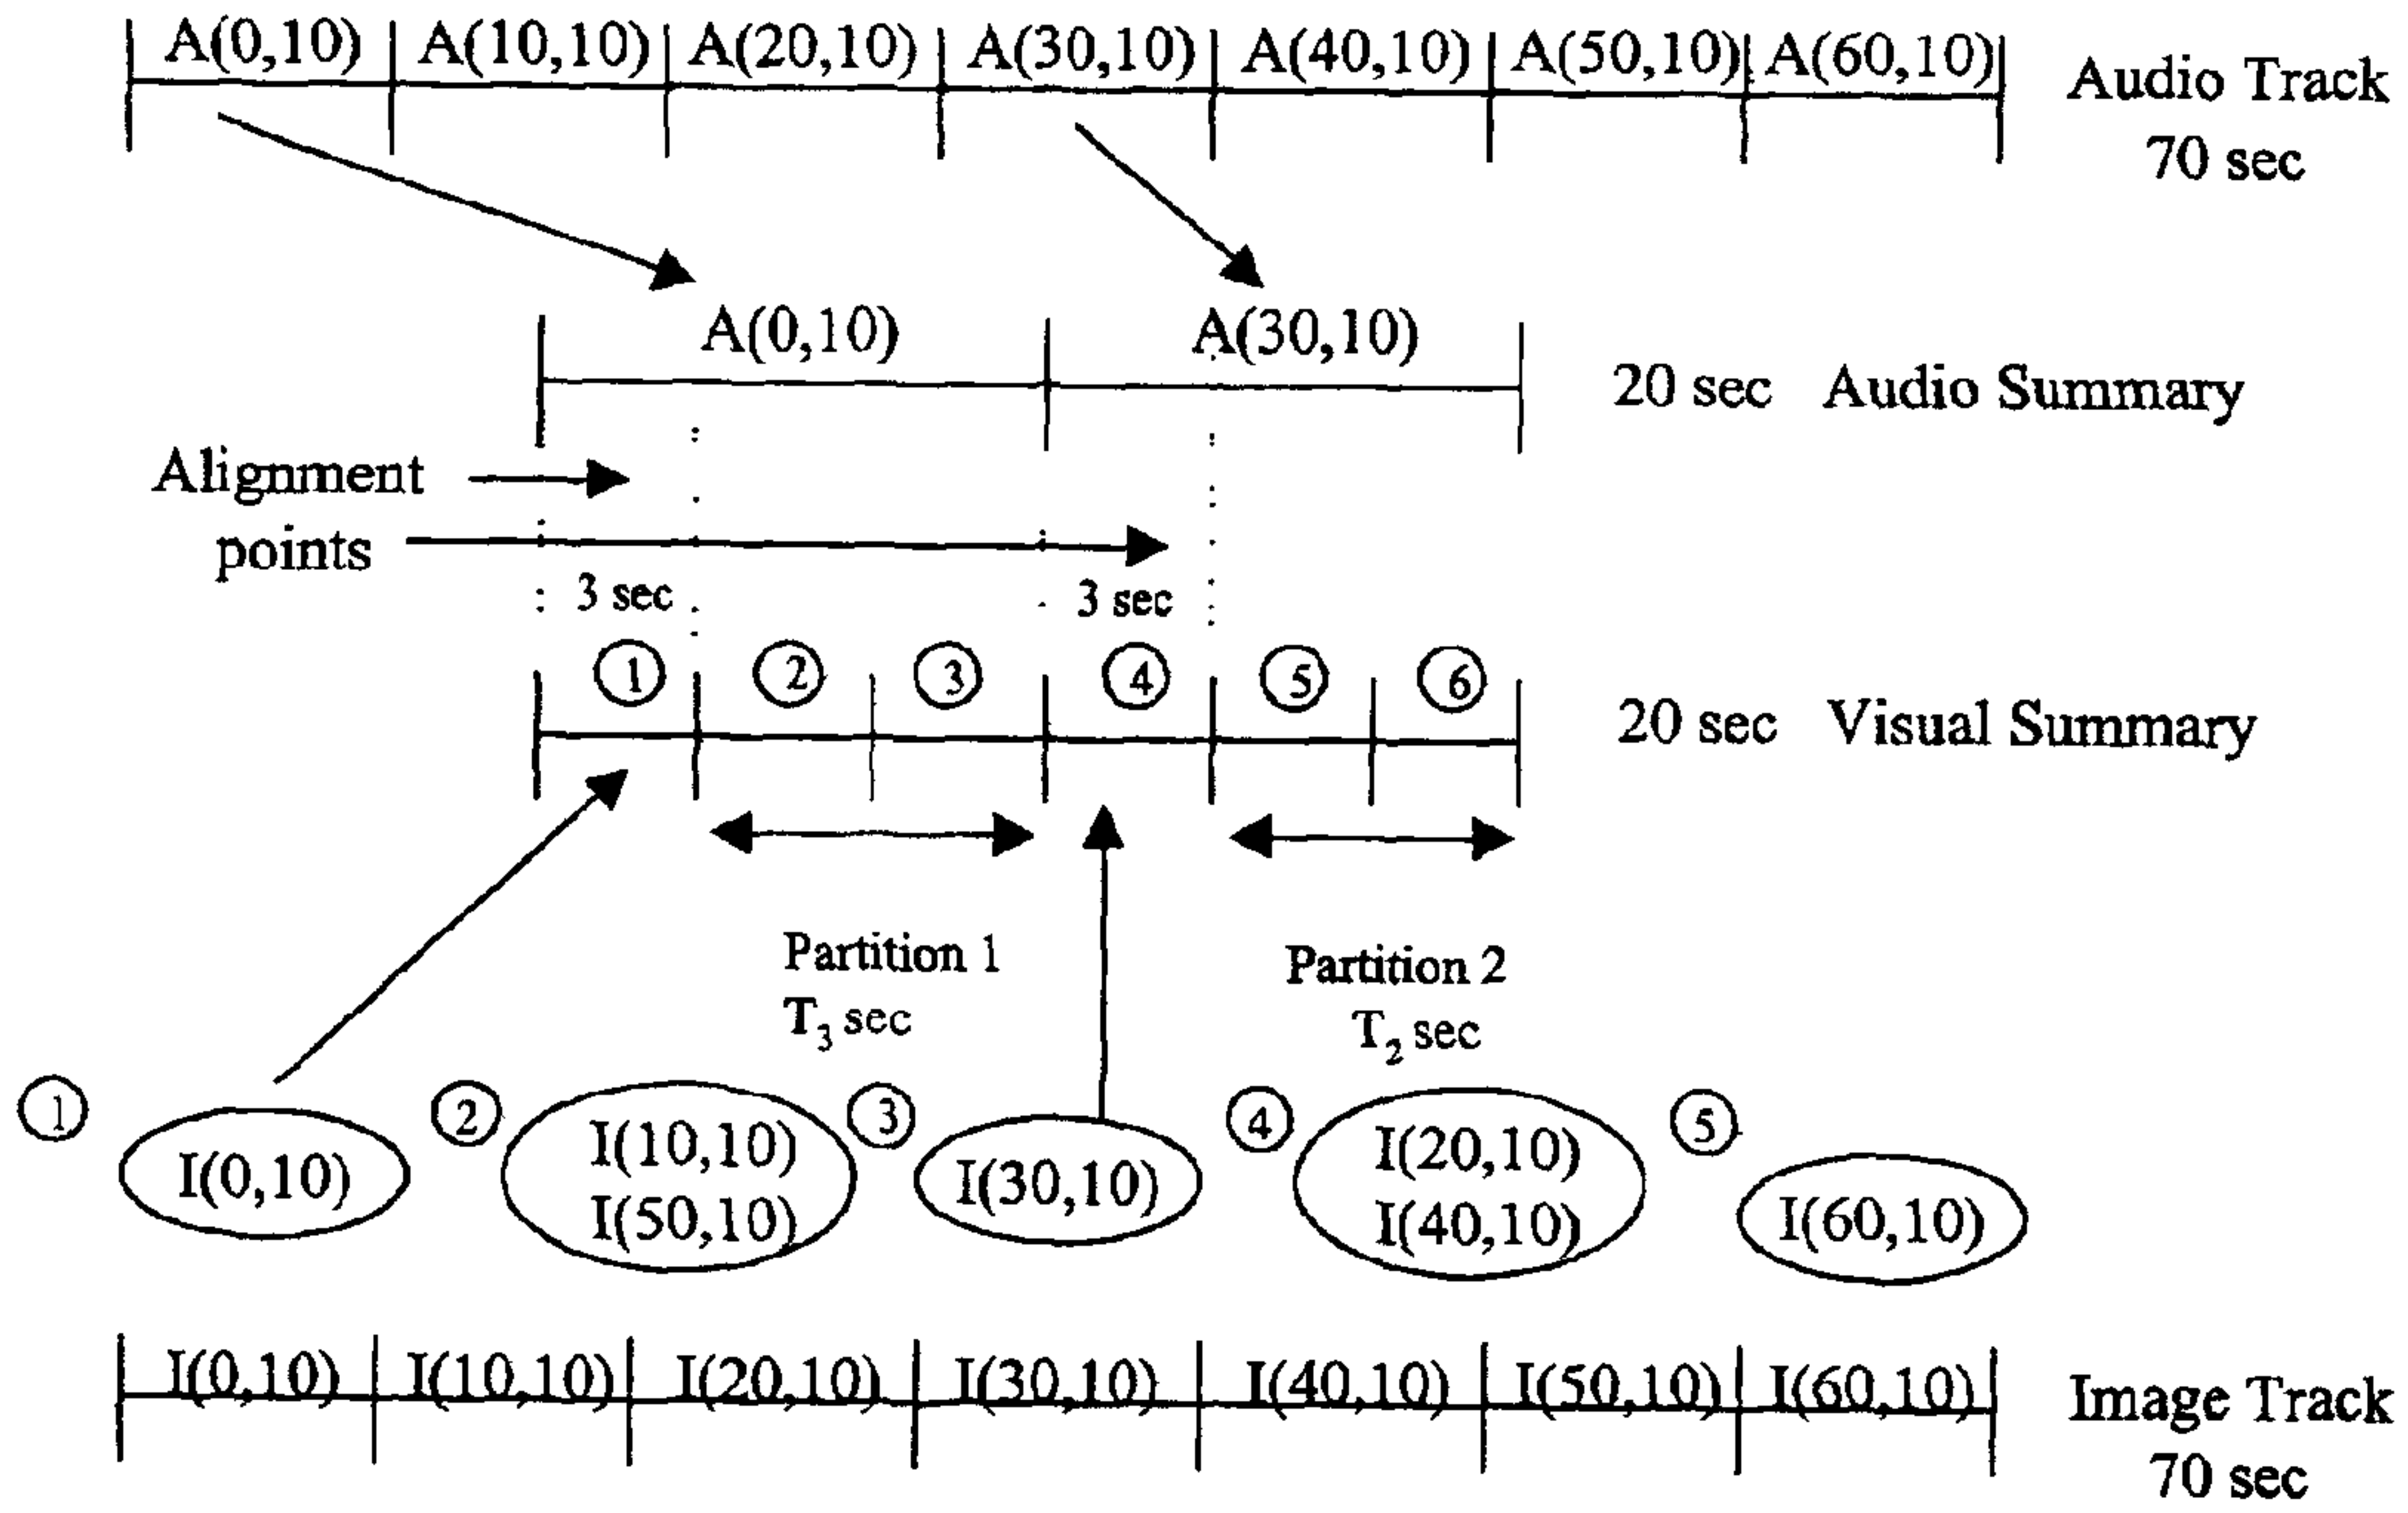 A(0,10) A(10,10) A(20,10) A(30,10) A(40,10) A(50,10) A(60,10) Audio Track
70 sec
A(0,10) A(30,10)
20 sec Audio Summary
Alignment
points
3 sec 3 sec
1 2 3 4 5 6
20 sec Visual Summary
Partition 1 Partition 2
T3 sec T2 sec
1 2 3 4 5
I(0,10)
I(10,10)
I(50,10)
I(30,10)
I(20,10)
I(40,10)
I(60,10)
I(0,10) I(10,10) I(20,10) I(30,10) I(40,10) I(50,10) I(60,10) Image Track
70 sec